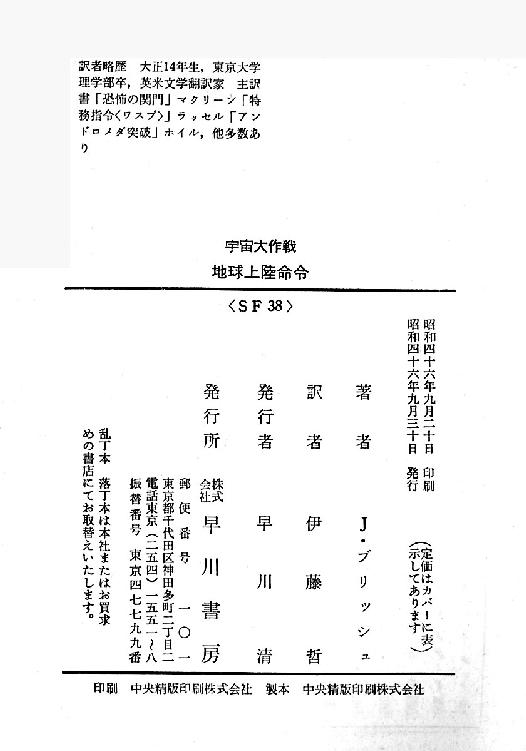 訳者略歴 大正14年生，東京大学
理学部卒，英米文学翻訳家 主訳
書「恐怖の関門」マクリーン「特
務指令〈ワスプ〉」ラッセル「アン
ドロメダ突破」ホイル，他多数あ
り
宇宙大作戦
地球上陸命令
〈SF 38〉
昭和四十六年九月二十日 印刷
昭和四十六年九月三十日 発行
（定価はカバーに表
示してあります）
著者 J・ブリッシュ
訳者 伊藤哲
発行者 早川清
発行所 株式会社 早川書房
郵便番号 一〇一
東京都千代田区神田多町二丁目二
電話東京（二五四）一五五一～八
振替番号 東京四七七九九番
乱丁本 落丁本は本社またはお買求
めの書店にてお取替えいたします。
印刷 中央精版印刷株式会社 製本 中央精版印刷株式会社